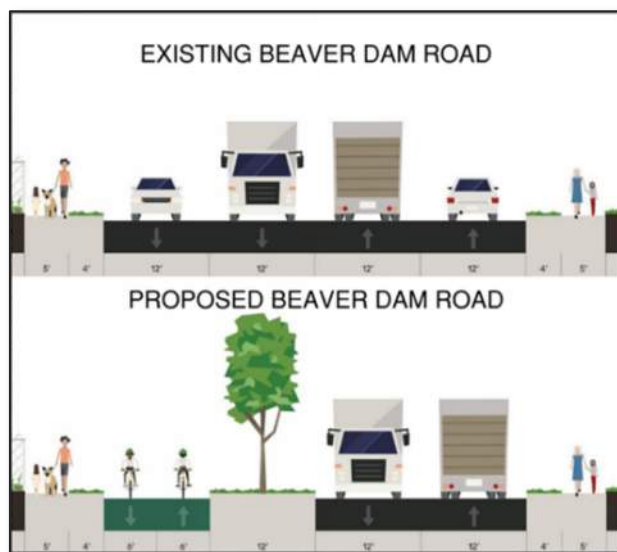 EXISTING BEAVER DAM ROAD
5' 4' 12' 12' 12' 12' 4' 5'
PROPOSED BEAVER DAM ROAD
5' 4' 6' 6' 12' 12' 12' 4' 5'